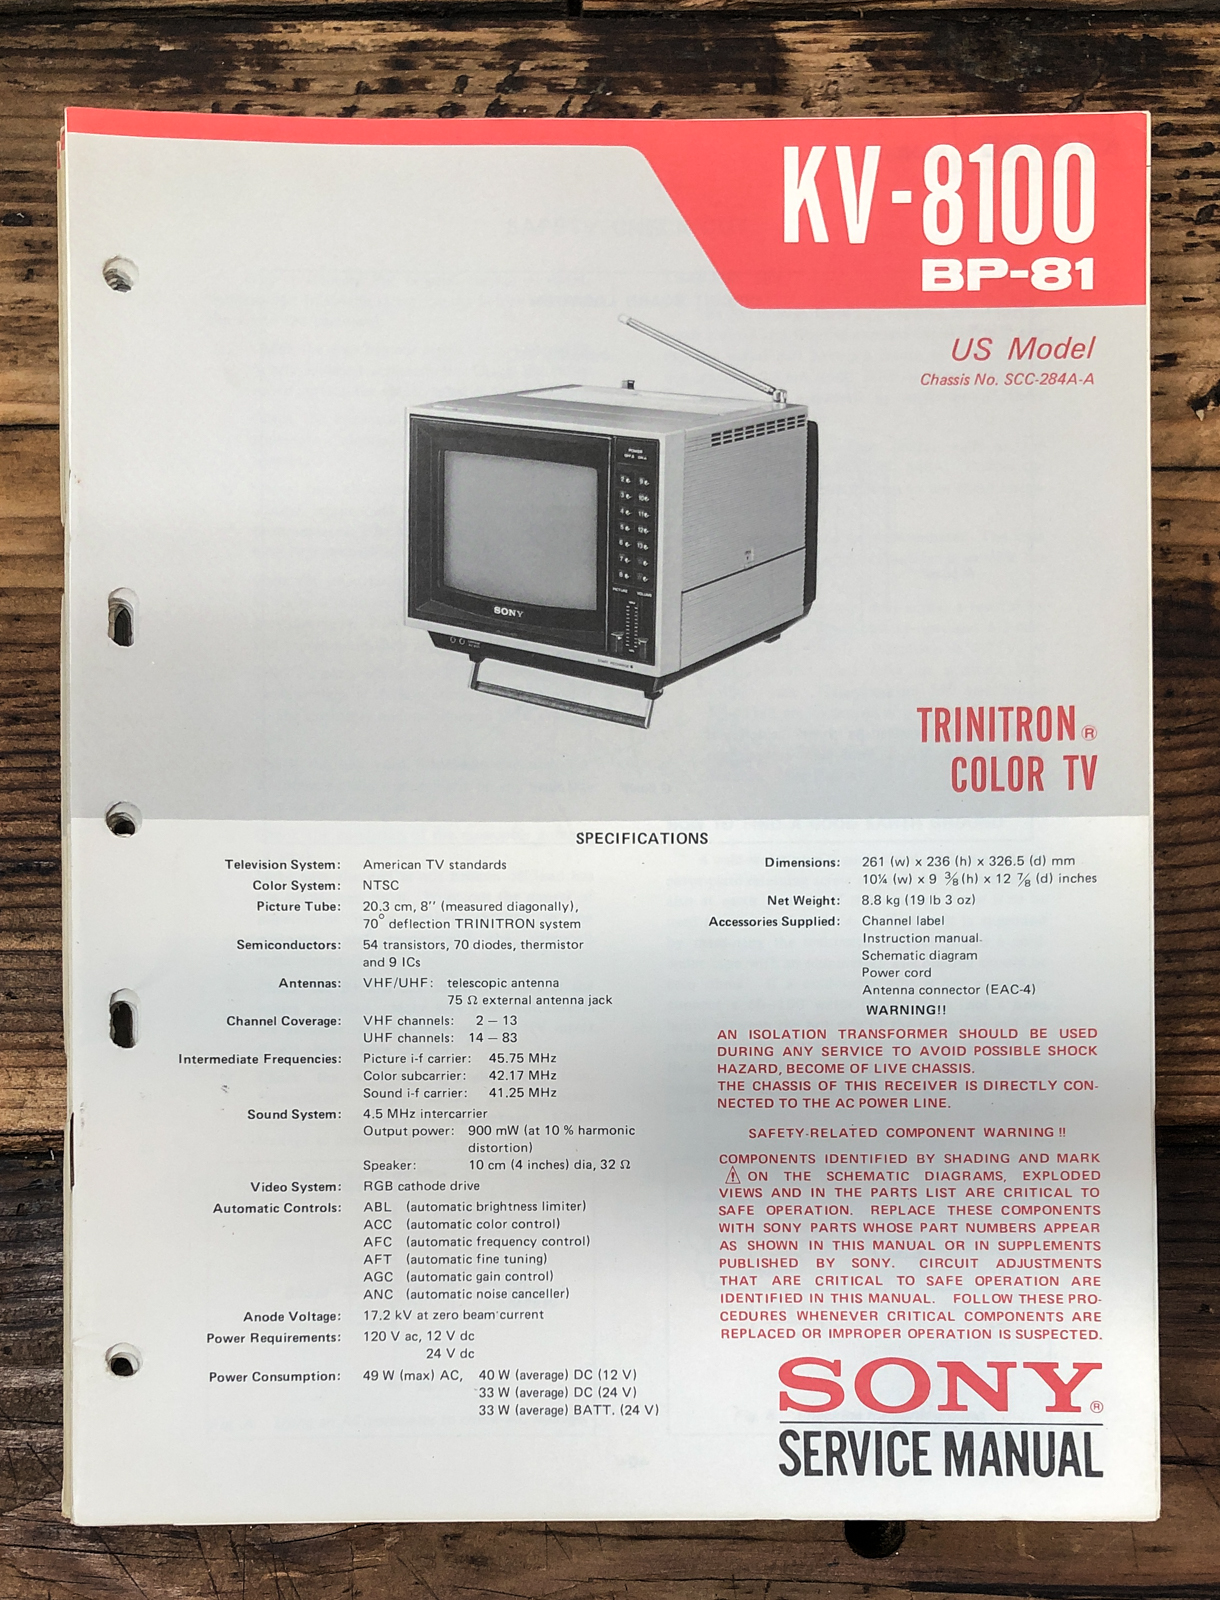 KV-8100
BP-81
US Model
Chassis No. SCC-284A-A
POWER
SONY
PICTURE VOLUME
TRINITRON®
COLOR TV
SPECIFICATIONS
Television System: American TV standards
Color System: NTSC
Picture Tube: 20.3 cm, 8'' (measured diagonally),
70° deflection TRINITRON system
Semiconductors: 54 transistors, 70 diodes, thermistor
and 9 ICs
Antennas: VHF/UHF: telescopic antenna
75 Ω external antenna jack
Channel Coverage: VHF channels: 2 – 13
UHF channels: 14 – 83
Intermediate Frequencies: Picture i-f carrier: 45.75 MHz
Color subcarrier: 42.17 MHz
Sound i-f carrier: 41.25 MHz
Sound System: 4.5 MHz intercarrier
Output power: 900 mW (at 10 % harmonic
distortion)
Speaker: 10 cm (4 inches) dia, 32 Ω
Video System: RGB cathode drive
Automatic Controls: ABL (automatic brightness limiter)
ACC (automatic color control)
AFC (automatic frequency control)
AFT (automatic fine tuning)
AGC (automatic gain control)
ANC (automatic noise canceller)
Anode Voltage: 17.2 kV at zero beam current
Power Requirements: 120 V ac, 12 V dc
24 V dc
Power Consumption: 49 W (max) AC, 40 W (average) DC (12 V)
33 W (average) DC (24 V)
33 W (average) BATT. (24 V)
Dimensions: 261 (w) x 236 (h) x 326.5 (d) mm
10¼ (w) x 9 ⅜ (h) x 12 ⅞ (d) inches
Net Weight: 8.8 kg (19 lb 3 oz)
Accessories Supplied: Channel label
Instruction manual
Schematic diagram
Power cord
Antenna connector (EAC-4)
WARNING!!
AN ISOLATION TRANSFORMER SHOULD BE USED
DURING ANY SERVICE TO AVOID POSSIBLE SHOCK
HAZARD, BECOME OF LIVE CHASSIS.
THE CHASSIS OF THIS RECEIVER IS DIRECTLY CON-
NECTED TO THE AC POWER LINE.
SAFETY-RELATED COMPONENT WARNING !!
COMPONENTS IDENTIFIED BY SHADING AND MARK
⚠ ON THE SCHEMATIC DIAGRAMS, EXPLODED
VIEWS AND IN THE PARTS LIST ARE CRITICAL TO
SAFE OPERATION. REPLACE THESE COMPONENTS
WITH SONY PARTS WHOSE PART NUMBERS APPEAR
AS SHOWN IN THIS MANUAL OR IN SUPPLEMENTS
PUBLISHED BY SONY. CIRCUIT ADJUSTMENTS
THAT ARE CRITICAL TO SAFE OPERATION ARE
IDENTIFIED IN THIS MANUAL. FOLLOW THESE PRO-
CEDURES WHENEVER CRITICAL COMPONENTS ARE
REPLACED OR IMPROPER OPERATION IS SUSPECTED.
SONY®
SERVICE MANUAL